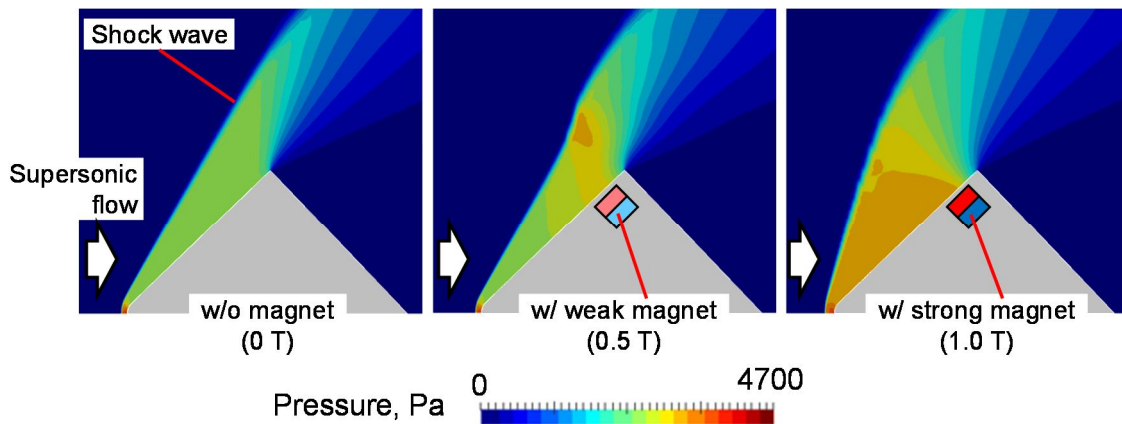 Shock wave
Supersonic
flow
w/o magnet
(0 T)
w/ weak magnet
(0.5 T)
w/ strong magnet
(1.0 T)
Pressure, Pa
0
4700